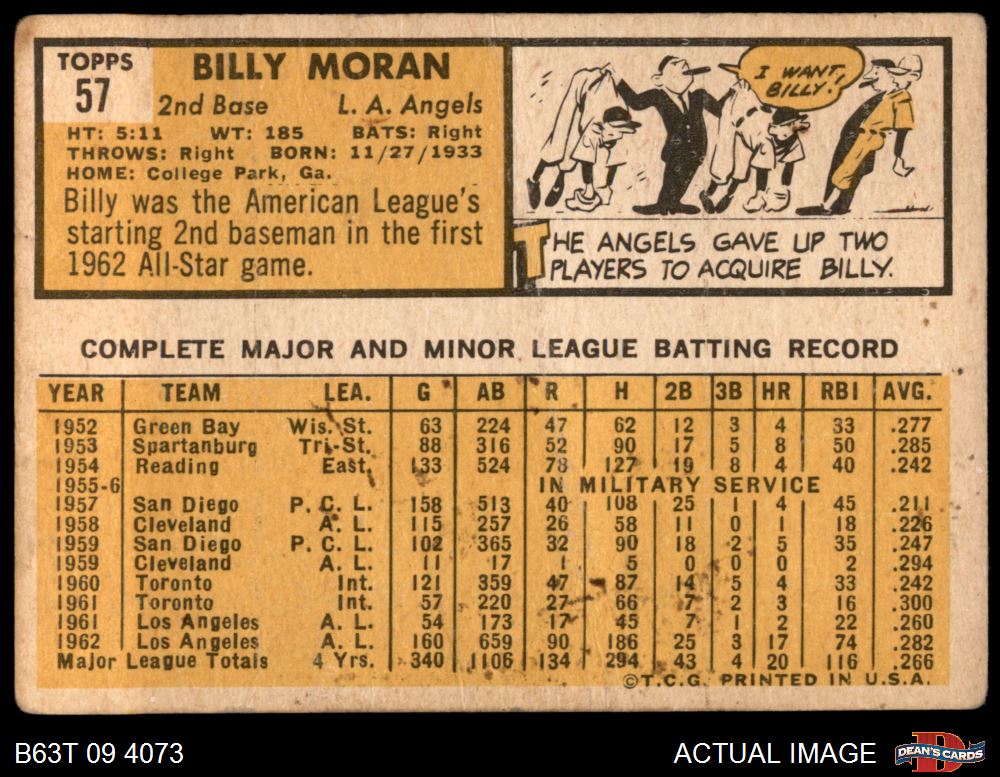 TOPPS
57
BILLY MORAN
2nd Base L. A. Angels
HT: 5:11 WT: 185 BATS: Right
THROWS: Right BORN: 11/27/1933
HOME: College Park, Ga.
Billy was the American League's
starting 2nd baseman in the first
1962 All-Star game.
I WANT,
BILLY!
THE ANGELS GAVE UP TWO
PLAYERS TO ACQUIRE BILLY.
COMPLETE MAJOR AND MINOR LEAGUE BATTING RECORD
YEAR TEAM LEA. G AB R H 2B 3B HR RBI AVG.
1952 Green Bay Wis. St. 63 224 47 62 12 3 4 33 .277
1953 Spartanburg Tri-St. 88 316 52 90 17 5 8 50 .285
1954 Reading East. 133 524 78 127 19 8 4 40 .242
1955-6 IN MILITARY SERVICE
1957 San Diego P. C. L. 158 513 40 108 25 1 4 45 .211
1958 Cleveland A. L. 115 257 26 58 11 0 1 18 .226
1959 San Diego P. C. L. 102 365 32 90 18 2 5 35 .247
1959 Cleveland A. L. 11 17 1 5 0 0 0 2 .294
1960 Toronto Int. 121 359 47 87 14 5 4 33 .242
1961 Toronto Int. 57 220 27 66 7 2 3 16 .300
1961 Los Angeles A. L. 54 173 17 45 7 1 2 22 .260
1962 Los Angeles A. L. 160 659 90 186 25 3 17 74 .282
Major League Totals 4 Yrs. 340 1106 134 294 43 4 20 116 .266
©T.C.G. PRINTED IN U.S.A.
B63T 09 4073 ACTUAL IMAGE
D
DEAN'S CARDS